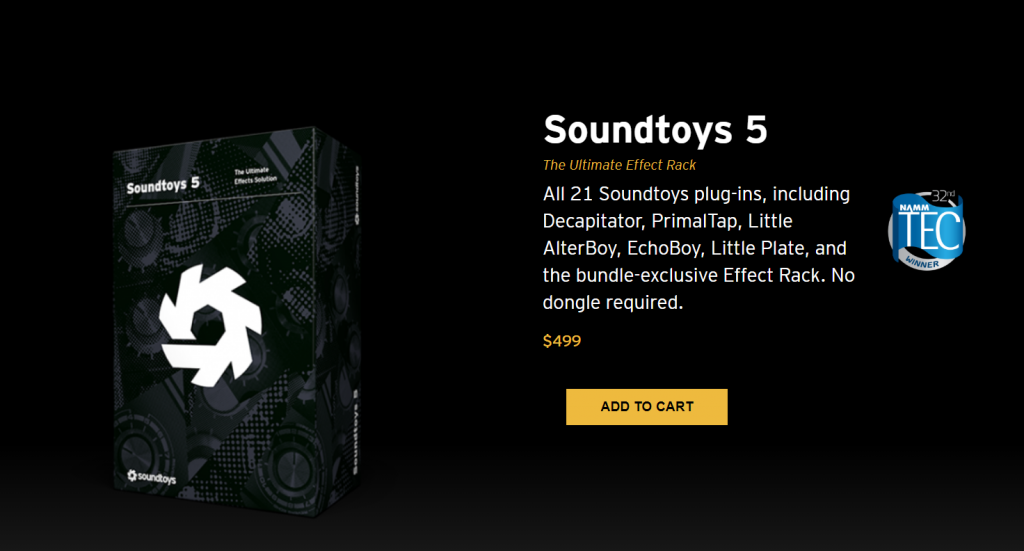 Soundtoys 5
The Ultimate
Effects Solution
soundtoys
Soundtoys 5
soundtoys
Soundtoys 5
The Ultimate Effect Rack
All 21 Soundtoys plug-ins, including
Decapitator, PrimalTap, Little
AlterBoy, EchoBoy, Little Plate, and
the bundle-exclusive Effect Rack. No
dongle required.
$499
ADD TO CART
32nd
NAMM
TEC
WINNER